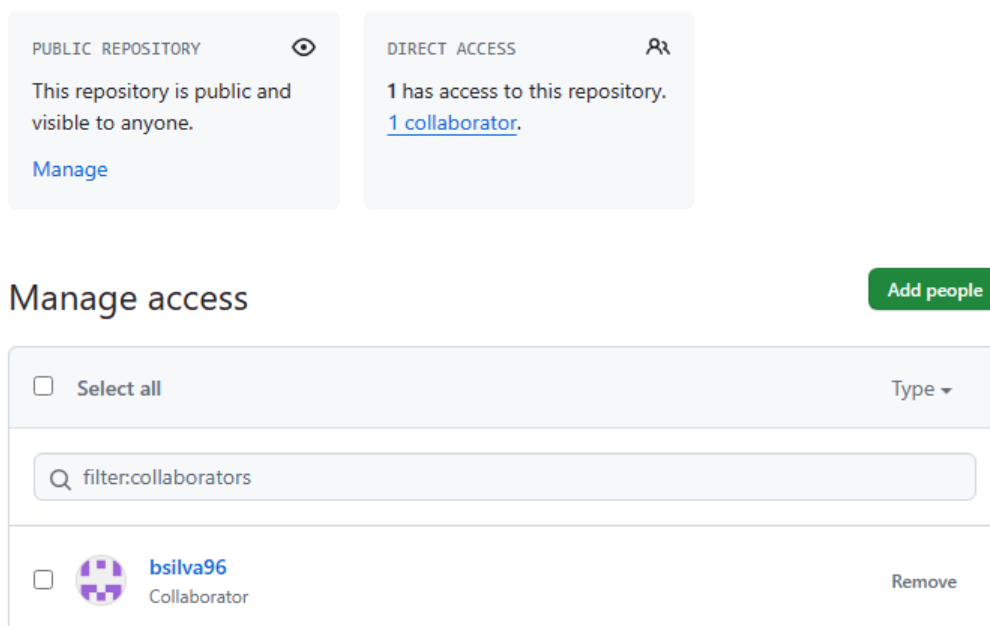 PUBLIC REPOSITORY
This repository is public and
visible to anyone.
Manage
DIRECT ACCESS
1 has access to this repository.
1 collaborator.
Manage access
Add people
Select all
Type
filter:collaborators
bsilva96
Collaborator
Remove